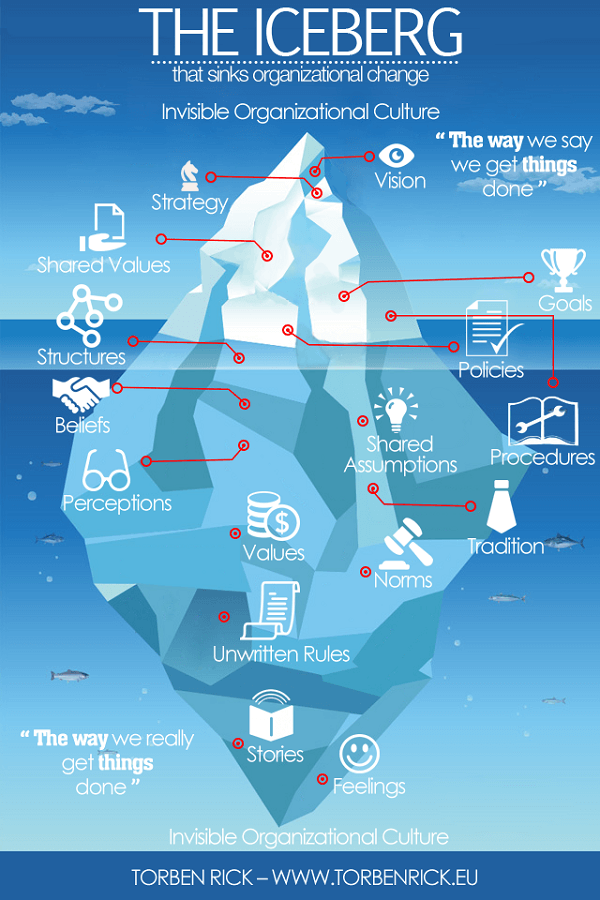 THE ICEBERG
that sinks organizational change
Invisible Organizational Culture
“ The way we say
we get things
done ”
Vision
Strategy
Shared Values
Goals
Structures
Policies
Beliefs
Shared
Assumptions
Procedures
Perceptions
Tradition
Values
Norms
Unwritten Rules
“ The way we really
get things
done ”
Stories
Feelings
Invisible Organizational Culture
TORBEN RICK – WWW.TORBENRICK.EU